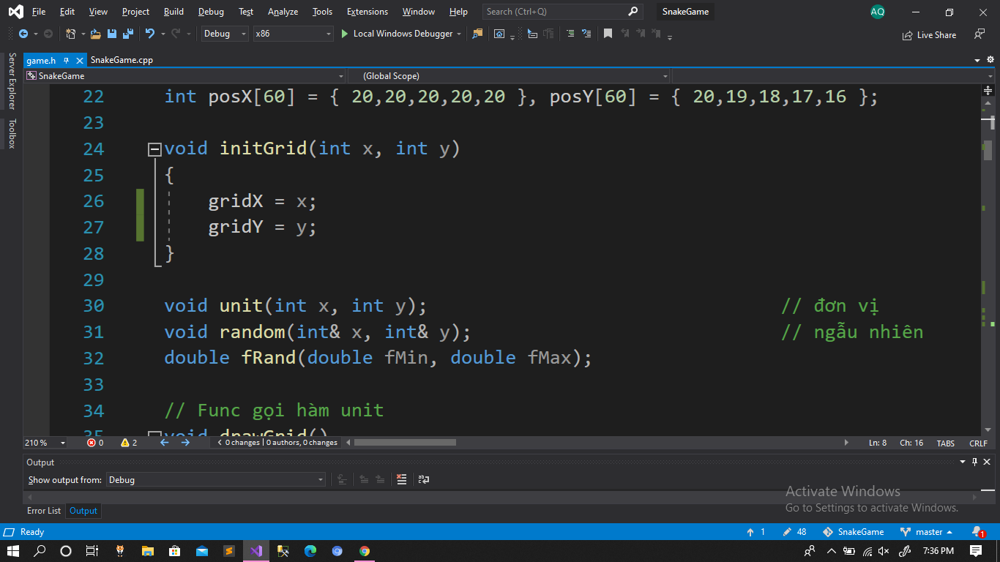 File Edit View Project Build Debug Test Analyze Tools Extensions Window Help Search (Ctrl+Q) SnakeGame AQ
Debug x86 Local Windows Debugger Live Share
game.h SnakeGame.cpp
SnakeGame (Global Scope)
Server Explorer
Toolbox
22 int posX[60] = { 20,20,20,20,20 }, posY[60] = { 20,19,18,17,16 };
23
24 void initGrid(int x, int y)
25 {
26 gridX = x;
27 gridY = y;
28 }
29
30 void unit(int x, int y); // đơn vị
31 void random(int& x, int& y); // ngẫu nhiên
32 double fRand(double fMin, double fMax);
33
34 // Func gọi hàm unit
35 void drawGrid()
210 % 0 2 0 changes | 0 authors, 0 changes Ln: 8 Ch: 16 TABS CRLF
Output
Show output from: Debug
Activate Windows
Go to Settings to activate Windows.
Error List Output
Ready 1 48 SnakeGame master 1
7:36 PM